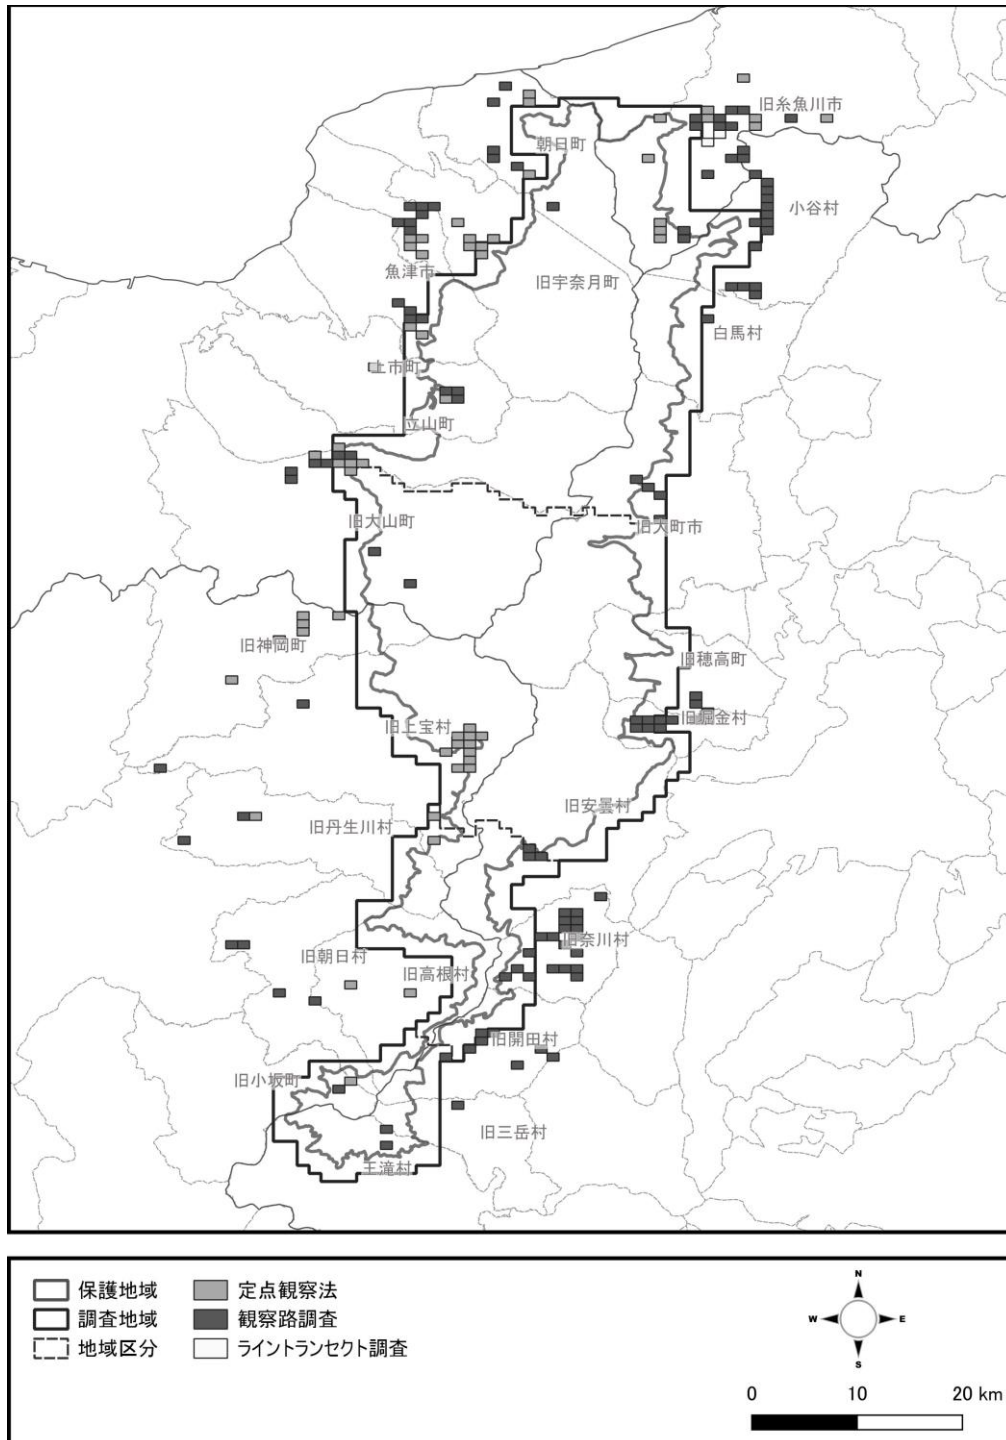 旧糸魚川市
朝日町
小谷村
魚津市
旧宇奈月町
白馬村
上市町
立山町
旧大山町
旧大町市
旧神岡町
旧穂高町
旧上宝村
旧堀金村
旧丹生川村
旧安曇村
旧奈川村
旧朝日村
旧高根村
旧開田村
旧小坂町
旧三岳村
王滝村
保護地域
定点観察法
調査地域
観察路調査
地域区分
ライントランセクト調査
N
W
E
S
0 10 20 km